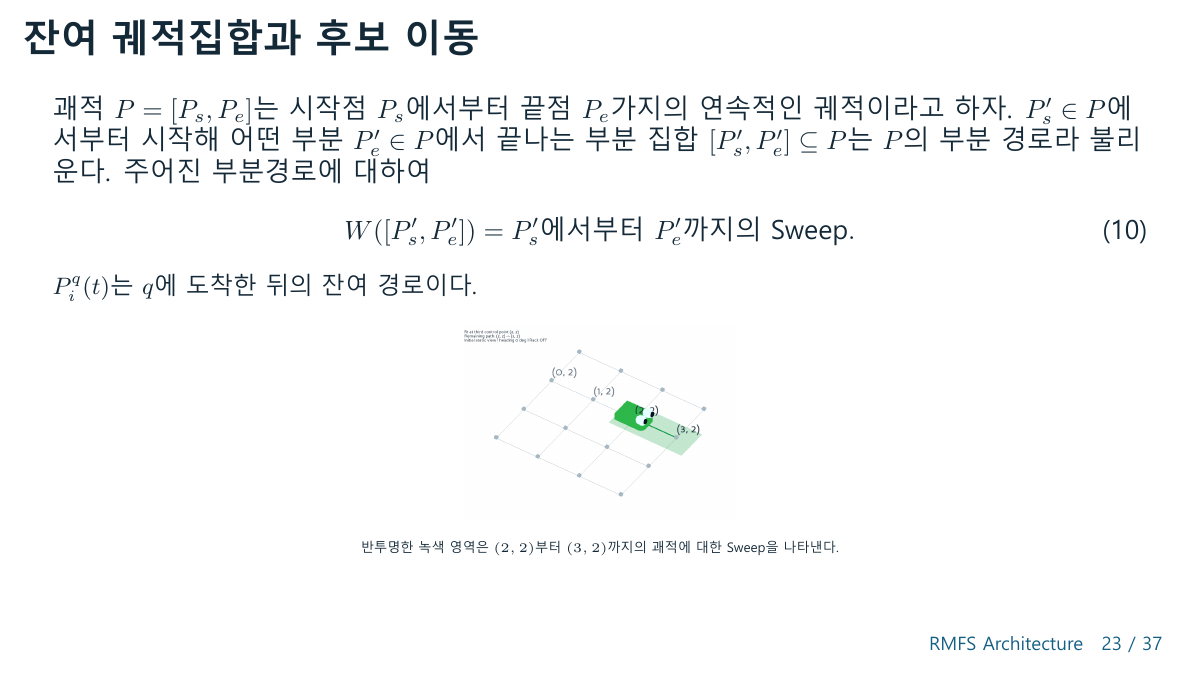 잔여 궤적집합과 후보 이동
괘적 P = [P_s, P_e]는 시작점 P_s에서부터 끝점 P_e가지의 연속적인 궤적이라고 하자. P′_s ∈ P에
서부터 시작해 어떤 부분 P′_e ∈ P에서 끝나는 부분 집합 [P′_s, P′_e] ⊆ P는 P의 부분 경로라 불리
운다. 주어진 부분경로에 대하여
W([P′_s, P′_e]) = P′_s에서부터 P′_e까지의 Sweep. (10)
P_i^q(t)는 q에 도착한 뒤의 잔여 경로이다.
(0, 2)
(1, 2)
(2, 2)
(3, 2)
반투명한 녹색 영역은 (2, 2)부터 (3, 2)까지의 괘적에 대한 Sweep을 나타낸다.
RMFS Architecture 23 / 37